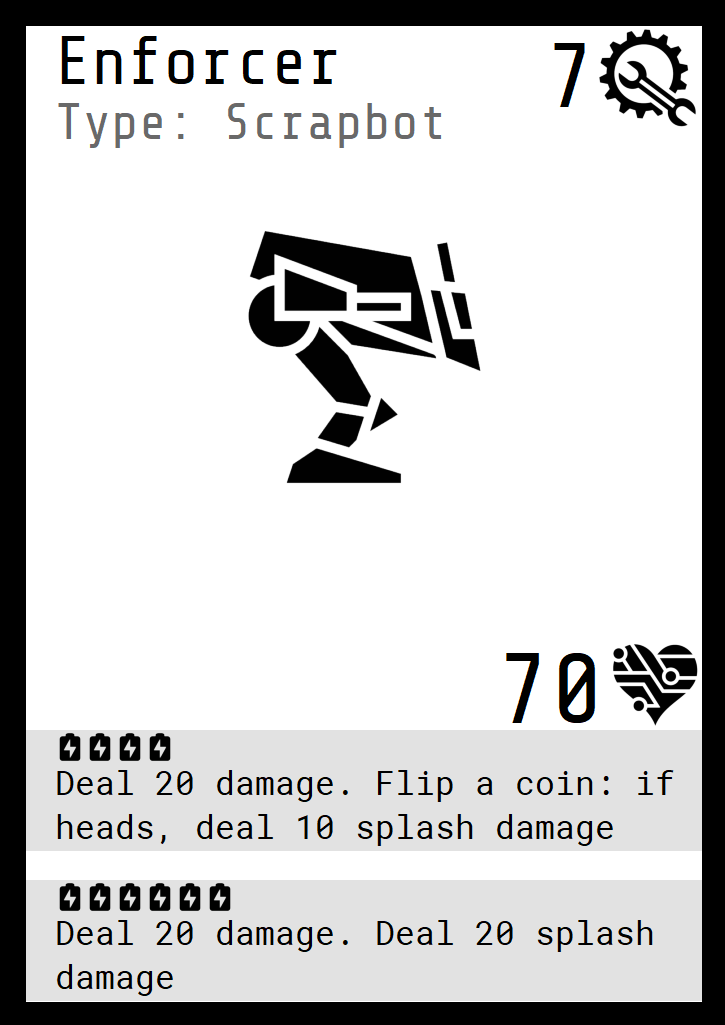 Enforcer
7
Type: Scrapbot
70
Deal 20 damage. Flip a coin: if
heads, deal 10 splash damage
Deal 20 damage. Deal 20 splash
damage